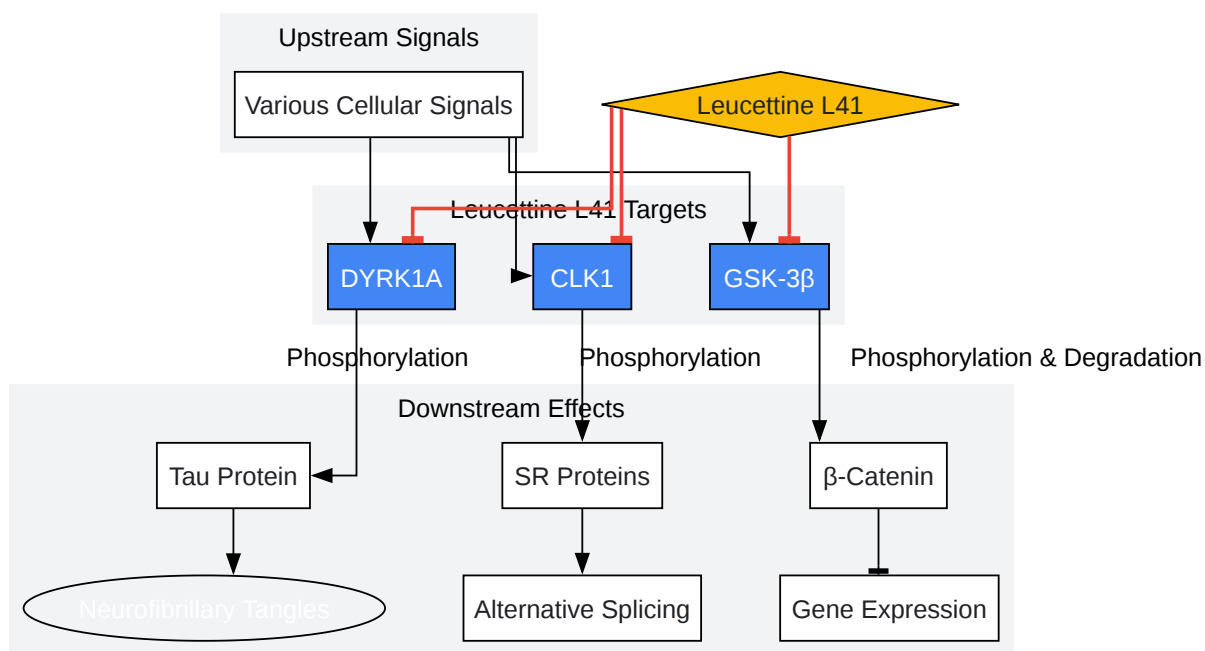 Upstream Signals
Various Cellular Signals
Leucettine L41
Leucettine L41 Targets
DYRK1A
CLK1
GSK-3β
Phosphorylation
Phosphorylation
Phosphorylation & Degradation
Downstream Effects
Tau Protein
SR Proteins
β-Catenin
Neurofibrillary Tangles
Alternative Splicing
Gene Expression